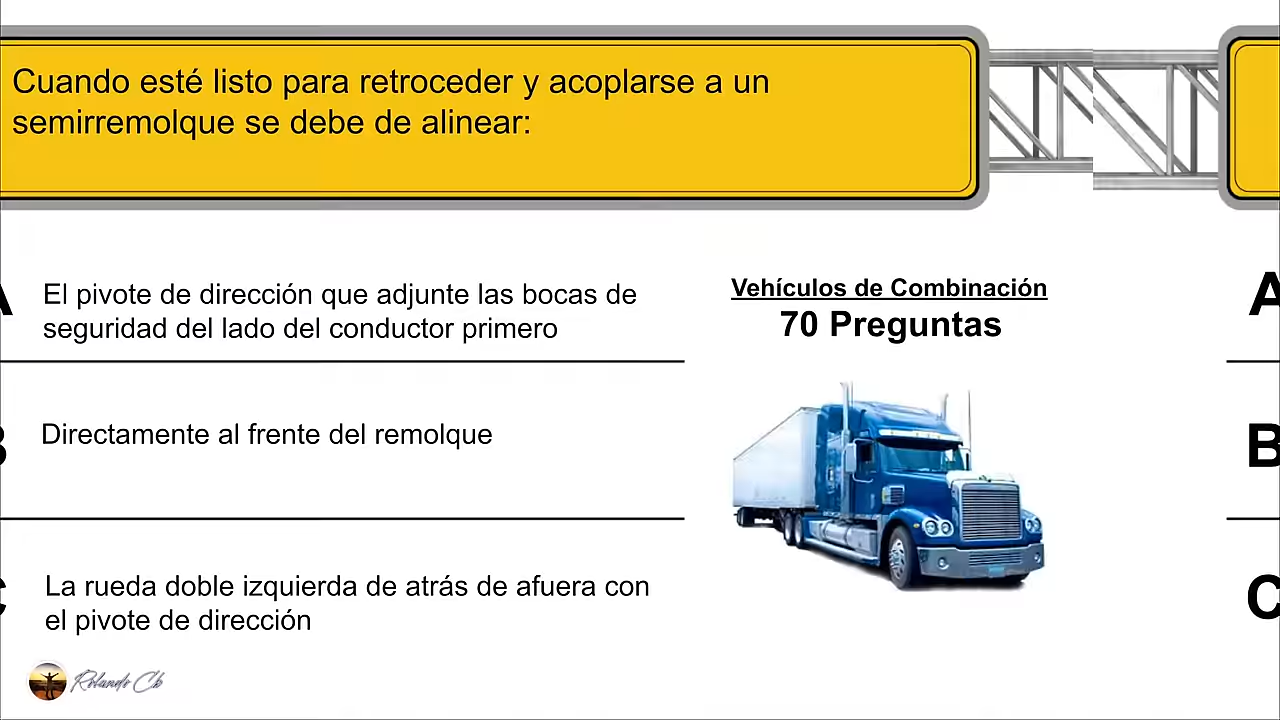 Cuando esté listo para retroceder y acoplarse a un
semirremolque se debe de alinear:
A
El pivote de dirección que adjunte las bocas de
seguridad del lado del conductor primero
Vehículos de Combinación
70 Preguntas
A
B
Directamente al frente del remolque
B
C
La rueda doble izquierda de atrás de afuera con
el pivote de dirección
C
Rolando Cb